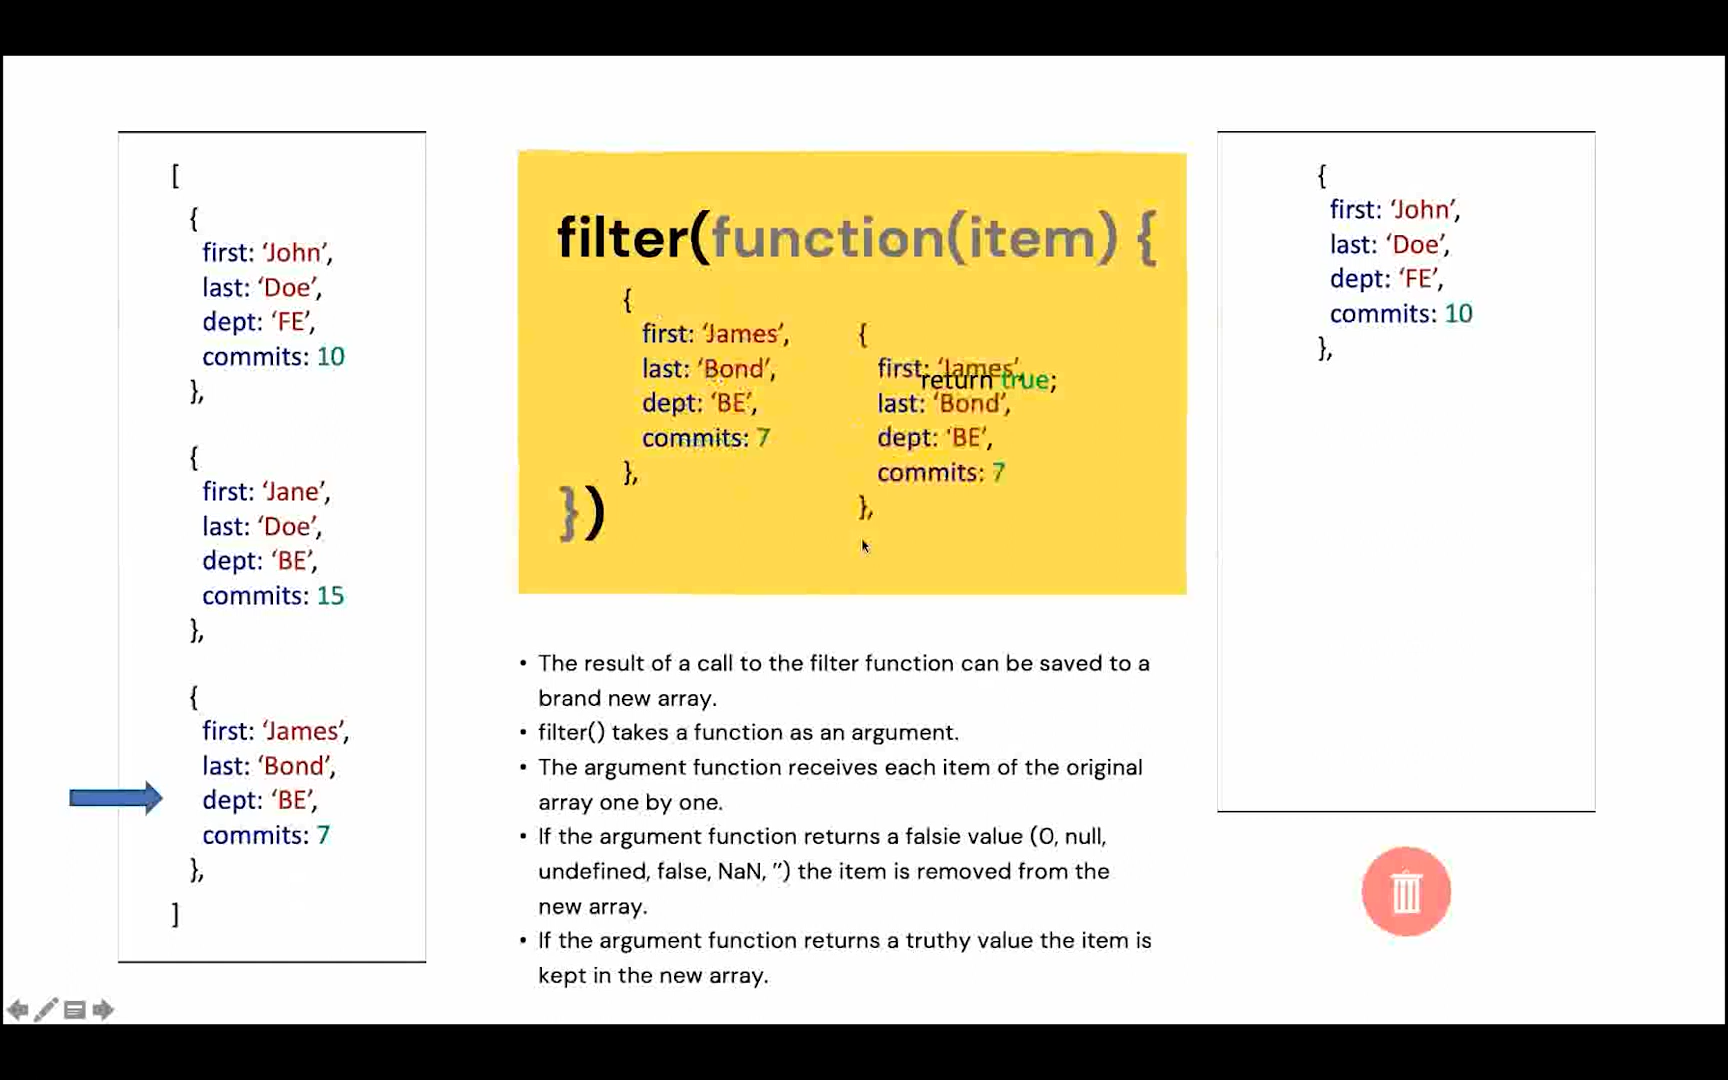 [
{
first: ‘John’,
last: ‘Doe’,
dept: ‘FE’,
commits: 10
},
{
first: ‘Jane’,
last: ‘Doe’,
dept: ‘BE’,
commits: 15
},
{
first: ‘James’,
last: ‘Bond’,
dept: ‘BE’,
commits: 7
},
]
filter(function(item) {
{
first: ‘James’,
last: ‘Bond’,
dept: ‘BE’,
commits: 7
},
{
first: ‘James’,
return true;
last: ‘Bond’,
dept: ‘BE’,
commits: 7
},
})
• The result of a call to the filter function can be saved to a
brand new array.
• filter() takes a function as an argument.
• The argument function receives each item of the original
array one by one.
• If the argument function returns a falsie value (0, null,
undefined, false, NaN, ’’) the item is removed from the
new array.
• If the argument function returns a truthy value the item is
kept in the new array.
{
first: ‘John’,
last: ‘Doe’,
dept: ‘FE’,
commits: 10
},